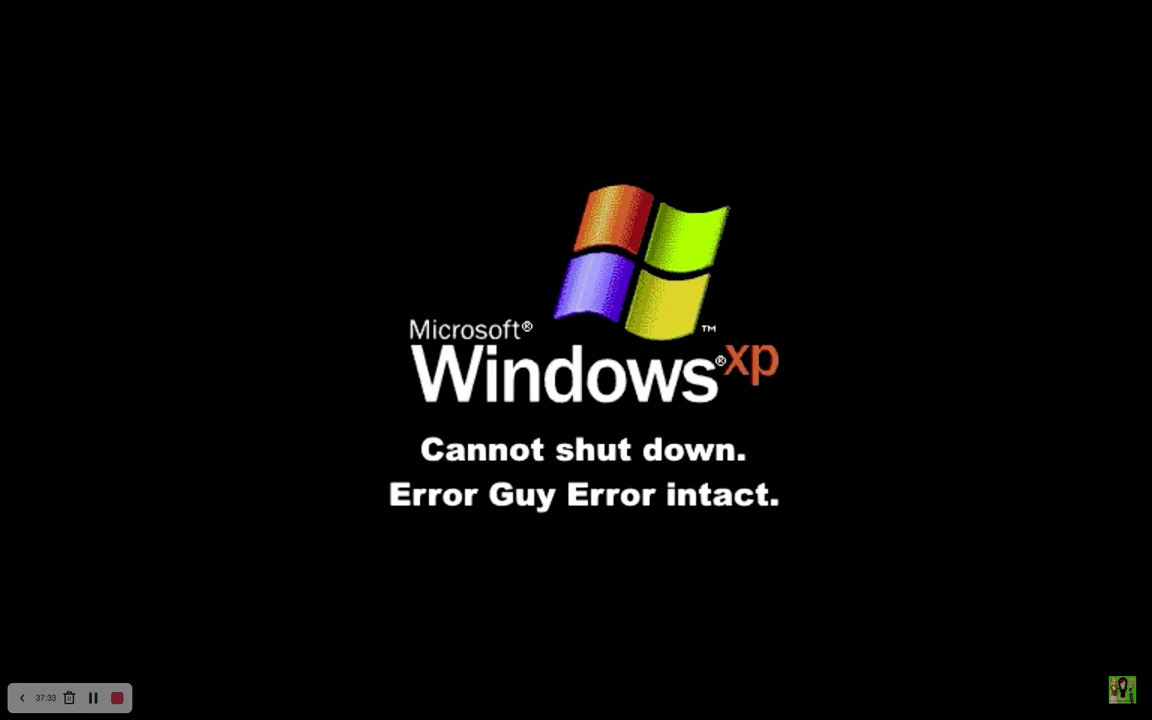 Microsoft®
Windows® xp ™
Cannot shut down.
Error Guy Error intact.
37:33